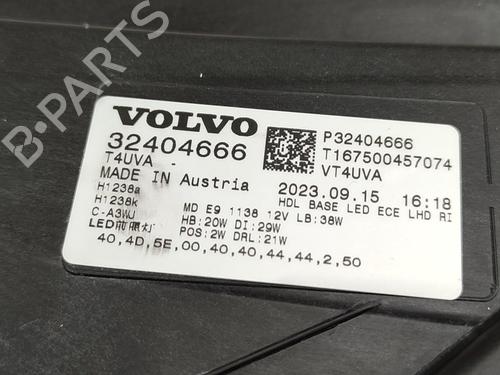 B-PARTS
VOLVO
32404666
T4UVA -
MADE IN Austria
P32404666
T167500457074
VT4UVA
2023.09.15 16:18
HDL BASE LED ECE LHD RI
H1238a
H1238k
C-A3WJ
LED前照灯
MD E9 1138 12V LB:38W
HB:20W DI:29W
POS:2W DRL:21W
40,4D,5E,00,40,40,44,44,2,50